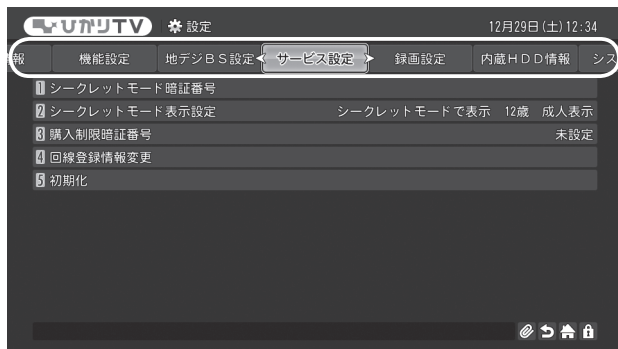 ひかりTV 設定 12月29日(土)12:34
報 機能設定 地デジBS設定 サービス設定 録画設定 内蔵HDD情報 シス
1 シークレットモード暗証番号
2 シークレットモード表示設定 シークレットモードで表示 12歳 成人表示
3 購入制限暗証番号 未設定
4 回線登録情報変更
5 初期化